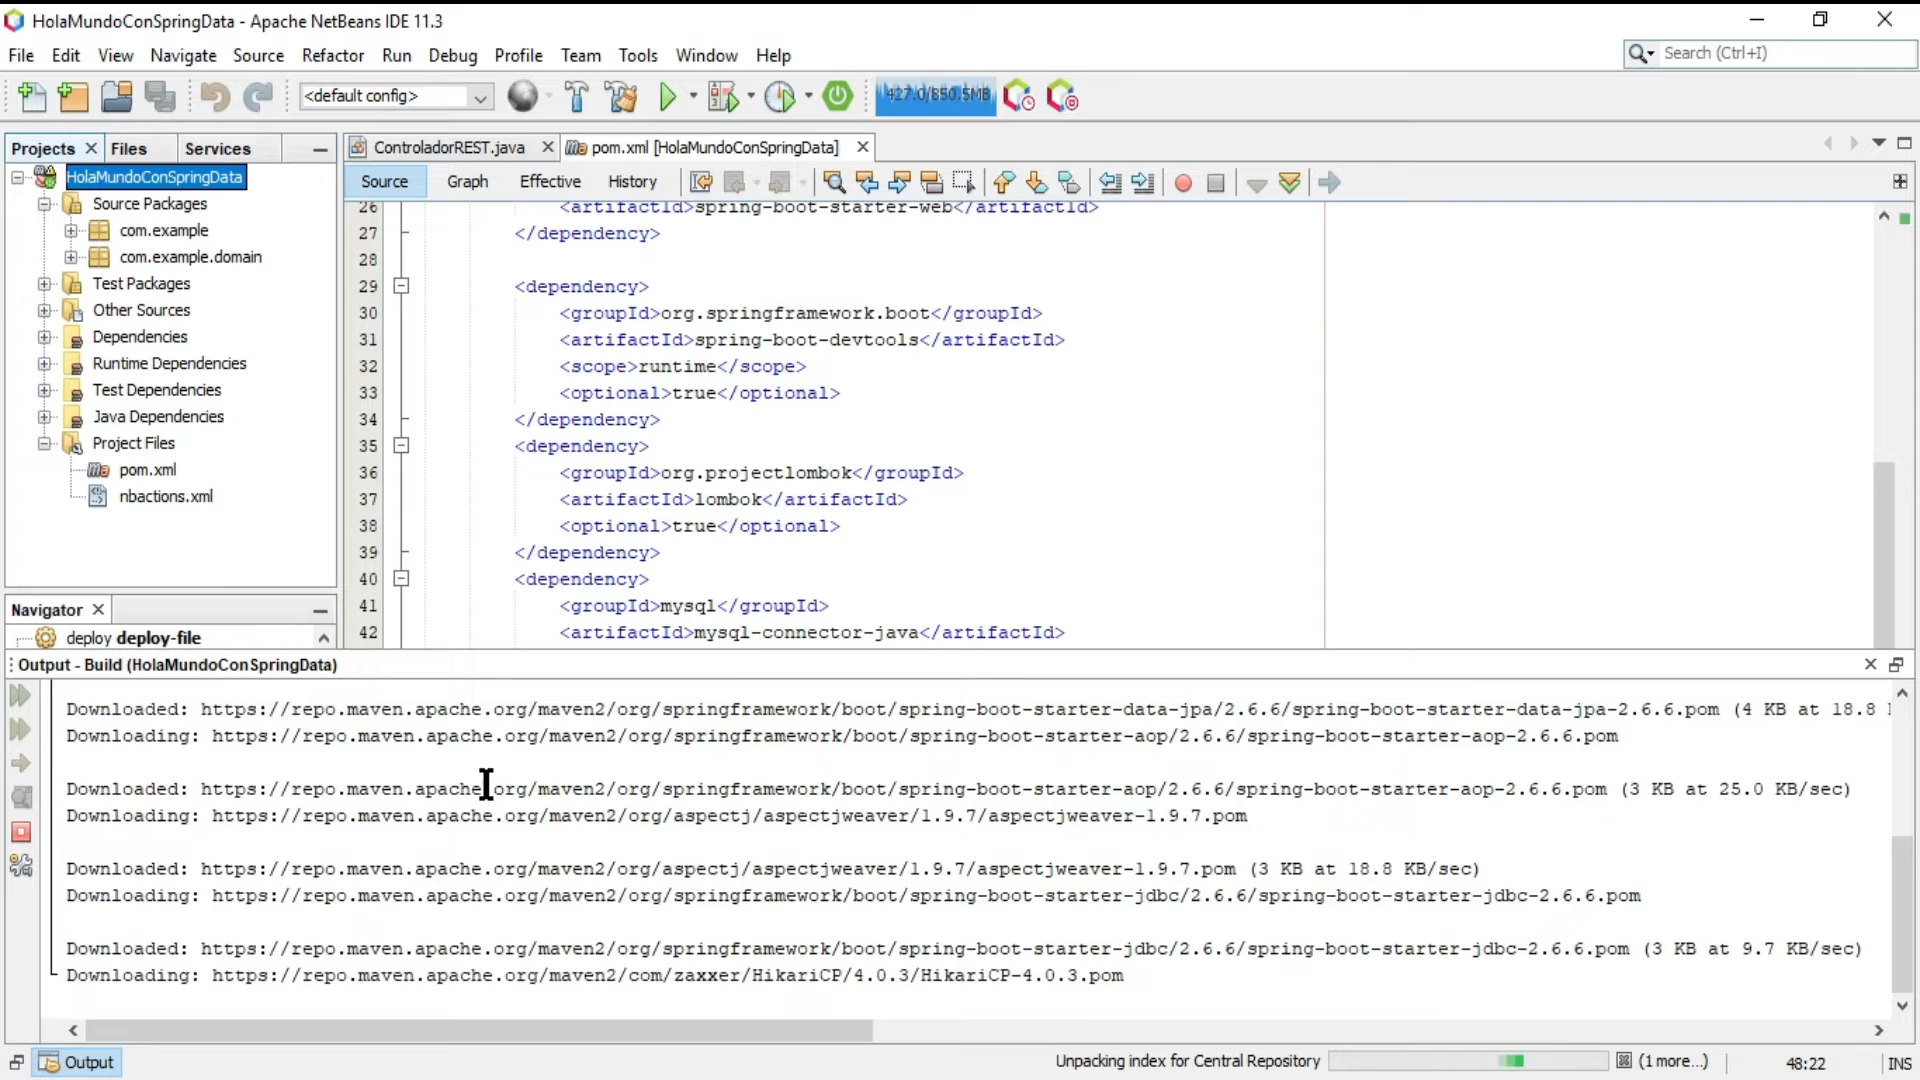 HolaMundoConSpringData - Apache NetBeans IDE 11.3
File Edit View Navigate Source Refactor Run Debug Profile Team Tools Window Help
Search (Ctrl+I)
<default config>
427.0/850.5MB
Projects Files Services
ControladorREST.java pom.xml [HolaMundoConSpringData]
Source Graph Effective History
HolaMundoConSpringData
Source Packages
com.example
com.example.domain
Test Packages
Other Sources
Dependencies
Runtime Dependencies
Test Dependencies
Java Dependencies
Project Files
pom.xml
nbactions.xml
Navigator
deploy deploy-file
26 <artifactId>spring-boot-starter-web</artifactId>
27 </dependency>
28
29 <dependency>
30 <groupId>org.springframework.boot</groupId>
31 <artifactId>spring-boot-devtools</artifactId>
32 <scope>runtime</scope>
33 <optional>true</optional>
34 </dependency>
35 <dependency>
36 <groupId>org.projectlombok</groupId>
37 <artifactId>lombok</artifactId>
38 <optional>true</optional>
39 </dependency>
40 <dependency>
41 <groupId>mysql</groupId>
42 <artifactId>mysql-connector-java</artifactId>
Output - Build (HolaMundoConSpringData)
Downloaded: https://repo.maven.apache.org/maven2/org/springframework/boot/spring-boot-starter-data-jpa/2.6.6/spring-boot-starter-data-jpa-2.6.6.pom (4 KB at 18.8
Downloading: https://repo.maven.apache.org/maven2/org/springframework/boot/spring-boot-starter-aop/2.6.6/spring-boot-starter-aop-2.6.6.pom
Downloaded: https://repo.maven.apache.org/maven2/org/springframework/boot/spring-boot-starter-aop/2.6.6/spring-boot-starter-aop-2.6.6.pom (3 KB at 25.0 KB/sec)
Downloading: https://repo.maven.apache.org/maven2/org/aspectj/aspectjweaver/1.9.7/aspectjweaver-1.9.7.pom
Downloaded: https://repo.maven.apache.org/maven2/org/aspectj/aspectjweaver/1.9.7/aspectjweaver-1.9.7.pom (3 KB at 18.8 KB/sec)
Downloading: https://repo.maven.apache.org/maven2/org/springframework/boot/spring-boot-starter-jdbc/2.6.6/spring-boot-starter-jdbc-2.6.6.pom
Downloaded: https://repo.maven.apache.org/maven2/org/springframework/boot/spring-boot-starter-jdbc/2.6.6/spring-boot-starter-jdbc-2.6.6.pom (3 KB at 9.7 KB/sec)
Downloading: https://repo.maven.apache.org/maven2/com/zaxxer/HikariCP/4.0.3/HikariCP-4.0.3.pom
Output
Unpacking index for Central Repository (1 more...) 48:22 INS